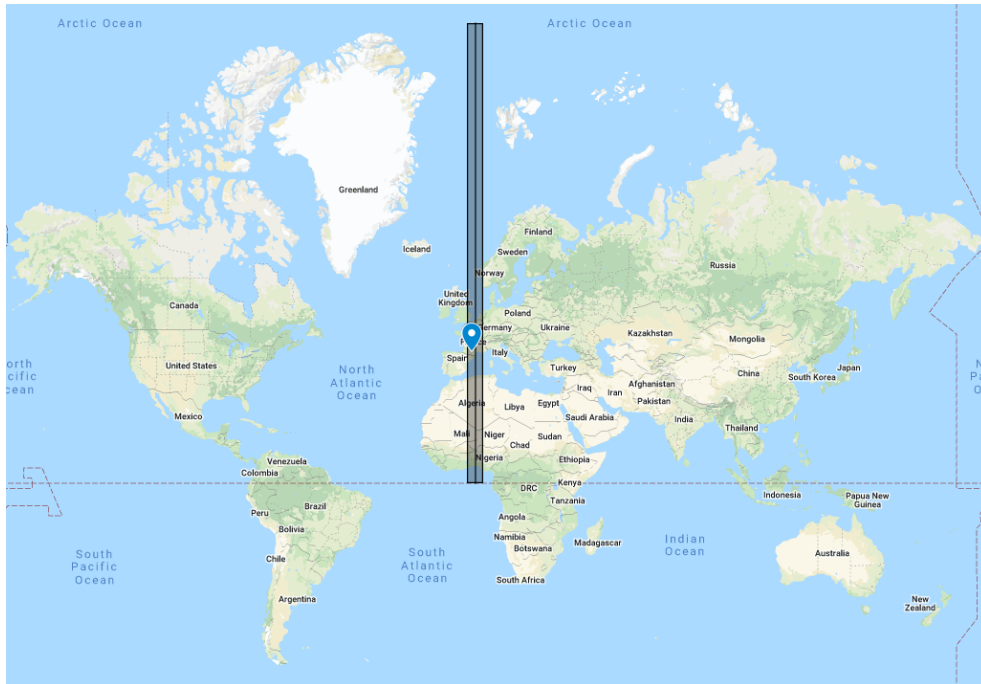 Arctic Ocean
Arctic Ocean
Greenland
Iceland
Finland
Sweden
Norway
Russia
United
Kingdom
Canada
Poland
Germany
Ukraine
Kazakhstan
Mongolia
Spain
Italy
Turkey
United States
North
Atlantic
Ocean
orth
acific
cean
China
South Korea
Japan
Afghanistan
Iraq
Iran
Pakistan
Algeria
Libya
Egypt
Saudi Arabia
India
Mexico
Mali
Niger
Chad
Sudan
Thailand
Nigeria
Ethiopia
Venezuela
Colombia
Kenya
DRC
Tanzania
Indonesia
Papua New
Guinea
Peru
Brazil
Angola
Bolivia
Namibia
Botswana
Madagascar
Indian
Ocean
South
Pacific
Ocean
South
Atlantic
Ocean
Chile
Australia
South Africa
Argentina
New
Zealand